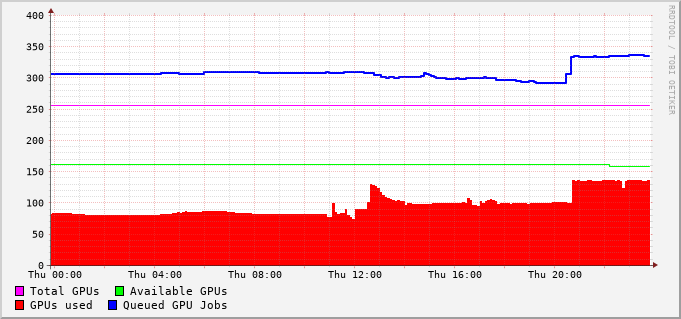 400
350
300
250
200
150
100
50
0
Thu 00:00 Thu 04:00 Thu 08:00 Thu 12:00 Thu 16:00 Thu 20:00
Total GPUs Available GPUs
GPUs used Queued GPU Jobs
RRDTOOL / TOBI OETIKER